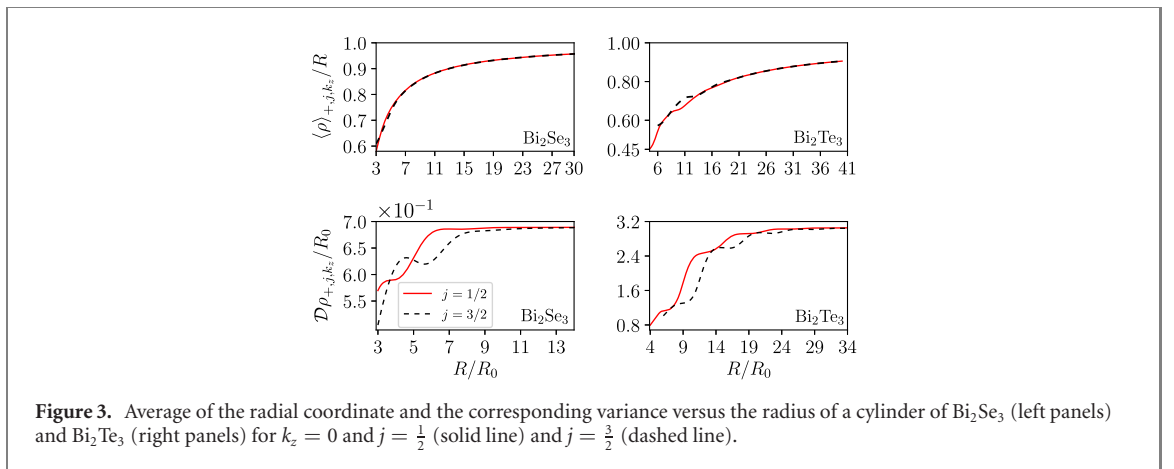 ⟨ρ⟩₊,ⱼ,k_z/R
1.0
0.9
0.8
0.7
0.6
3 7 11 15 19 23 27 30
Bi₂Se₃
1.00
0.80
0.60
0.45
6 11 16 21 26 31 36 41
Bi₂Te₃
×10⁻¹
𝒟ρ₊,ⱼ,k_z/R₀
7.0
6.5
6.0
5.5
3 5 7 9 11 13
j = 1/2
j = 3/2
Bi₂Se₃
R/R₀
3.2
2.4
1.6
0.8
4 9 14 19 24 29 34
Bi₂Te₃
R/R₀
Figure 3. Average of the radial coordinate and the corresponding variance versus the radius of a cylinder of Bi₂Se₃ (left panels)
and Bi₂Te₃ (right panels) for k_z = 0 and j = ½ (solid line) and j = 3/2 (dashed line).